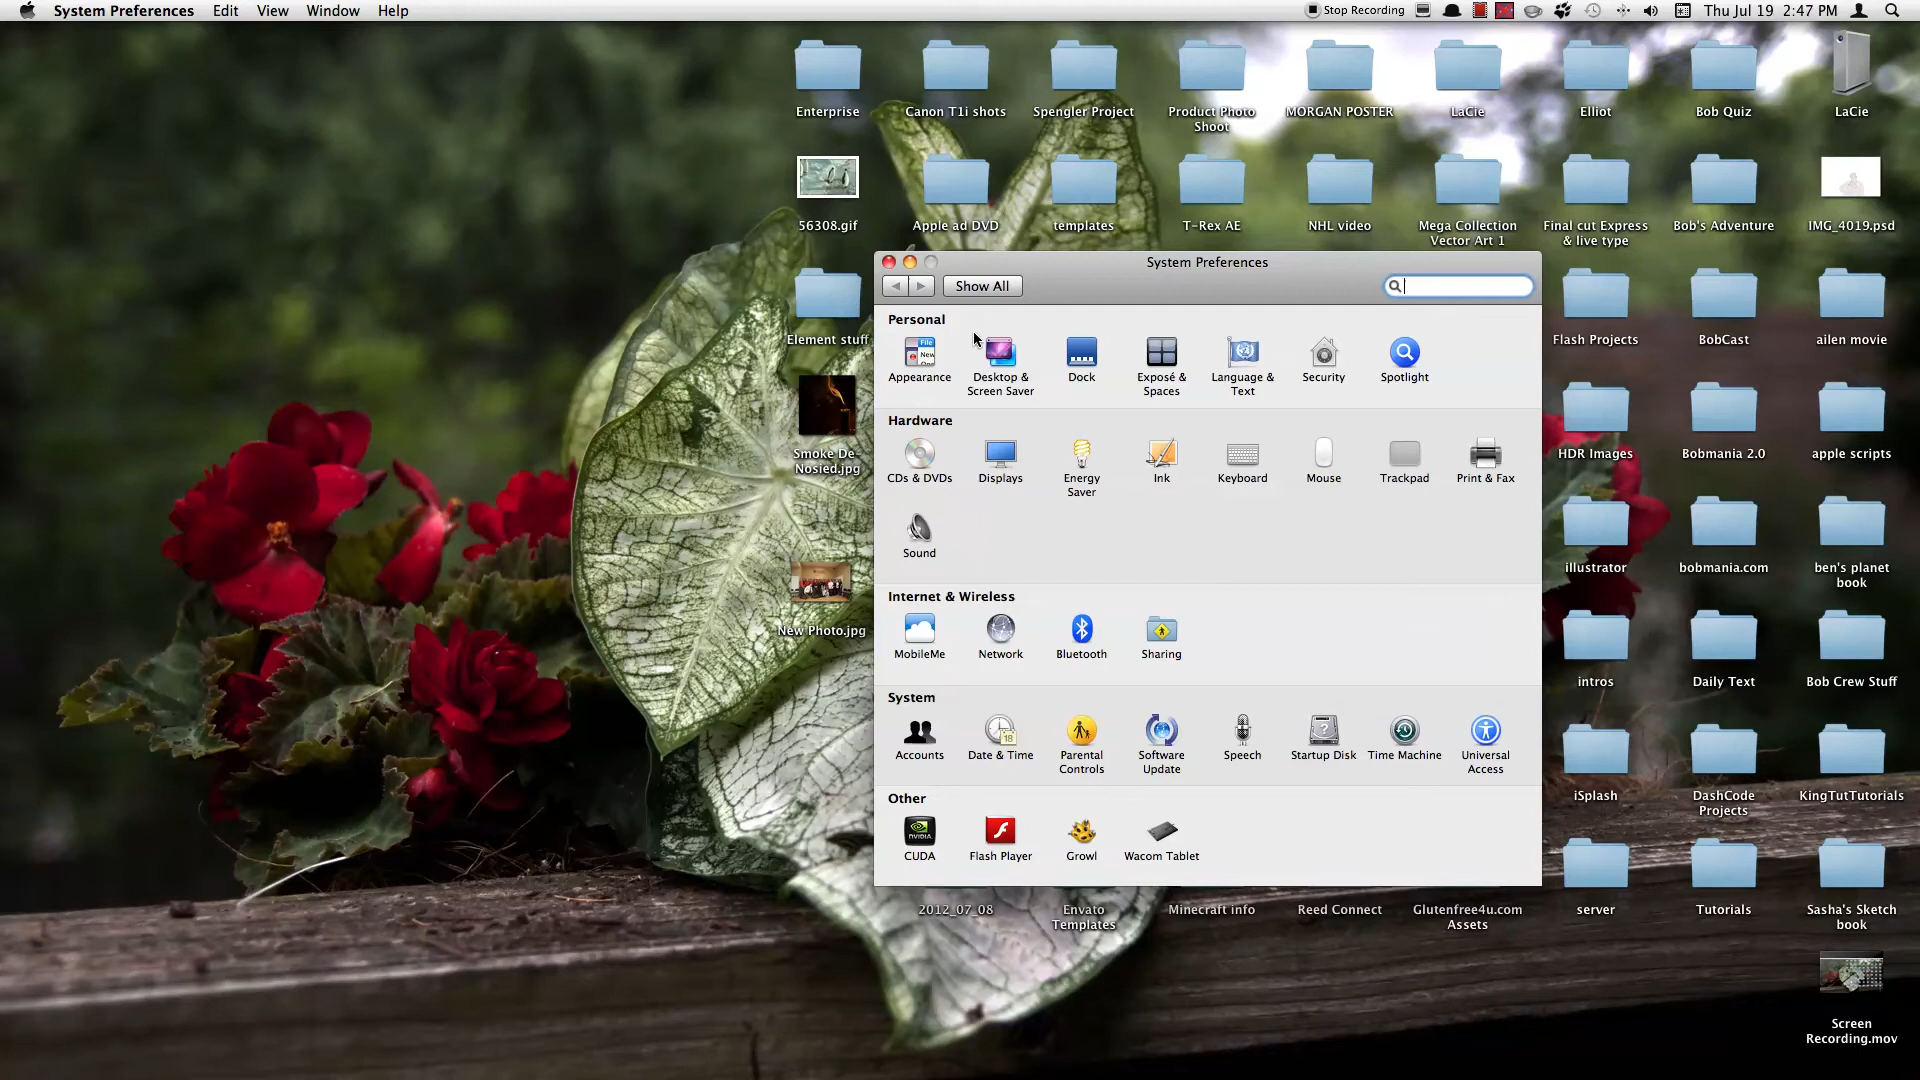 System Preferences Edit View Window Help
Stop Recording Thu Jul 19 2:47 PM
Enterprise
Canon T1i shots
Spengler Project
Product Photo
Shoot
MORGAN POSTER
LaCie
Elliot
Bob Quiz
LaCie
56308.gif
Apple ad DVD
templates
T-Rex AE
NHL video
Mega Collection
Vector Art 1
Final cut Express
& live type
Bob's Adventure
IMG_4019.psd
System Preferences
Show All
Element stuff
Flash Projects
BobCast
ailen movie
Personal
File
New
Appearance
Desktop &
Screen Saver
Dock
Exposé &
Spaces
Language &
Text
Security
Spotlight
Smoke De-
Nosied.jpg
HDR Images
Bobmania 2.0
apple scripts
Hardware
CDs & DVDs
Displays
Energy
Saver
Ink
Keyboard
Mouse
Trackpad
Print & Fax
Sound
illustrator
bobmania.com
ben's planet
book
New Photo.jpg
Internet & Wireless
MobileMe
Network
Bluetooth
Sharing
intros
Daily Text
Bob Crew Stuff
System
18
Accounts
Date & Time
Parental
Controls
Software
Update
Speech
Startup Disk
Time Machine
Universal
Access
iSplash
DashCode
Projects
KingTutTutorials
Other
NVIDIA
CUDA
Flash Player
Growl
Wacom Tablet
2012_07_08
Envato
Templates
Minecraft info
Reed Connect
Glutenfree4u.com
Assets
server
Tutorials
Sasha's Sketch
book
Screen
Recording.mov